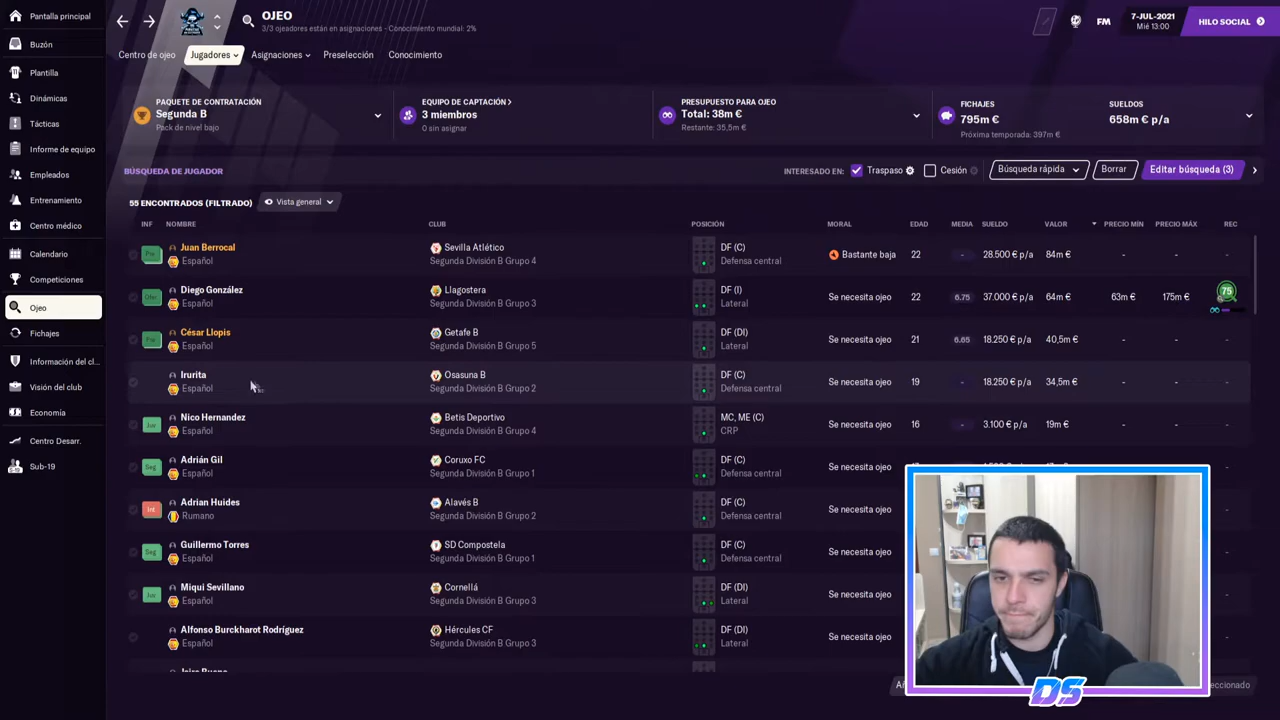 Pantalla principal
Buzón
Plantilla
Dinámicas
Tácticas
Informe de equipo
Empleados
Entrenamiento
Centro médico
Calendario
Competiciones
Ojeo
Fichajes
Información del cl...
Visión del club
Economía
Centro Desarr.
Sub-19
OJEO
3/3 ojeadores están en asignaciones · Conocimiento mundial: 2%
FM
7-JUL-2021
Mié 13:00
HILO SOCIAL
Centro de ojeo Jugadores Asignaciones Preselección Conocimiento
PAQUETE DE CONTRATACIÓN
Segunda B
Pack de nivel bajo
EQUIPO DE CAPTACIÓN
3 miembros
0 sin asignar
PRESUPUESTO PARA OJEO
Total: 38m €
Restante: 35,5m €
FICHAJES
795m €
Próxima temporada: 397m €
SUELDOS
658m € p/a
BÚSQUEDA DE JUGADOR
INTERESADO EN: Traspaso Cesión Búsqueda rápida Borrar Editar búsqueda (3)
55 ENCONTRADOS (FILTRADO) Vista general
INF NOMBRE CLUB POSICIÓN MORAL EDAD MEDIA SUELDO VALOR PRECIO MÍN PRECIO MÁX REC
Juan Berrocal Sevilla Atlético DF (C)
Bastante baja 22 - 28.500 € p/a 84m € - - -
Español Segunda División B Grupo 4 Defensa central
Diego González Llagostera DF (I)
Se necesita ojeo 22 6.75 37.000 € p/a 64m € 63m € 175m € 75
Español Segunda División B Grupo 3 Lateral
César Llopis Getafe B DF (DI)
Se necesita ojeo 21 6.65 18.250 € p/a 40,5m € - - -
Español Segunda División B Grupo 5 Lateral
Irurita Osasuna B DF (C)
Se necesita ojeo 19 - 18.250 € p/a 34,5m € - - -
Español Segunda División B Grupo 2 Defensa central
Juv Nico Hernandez Betis Deportivo MC, ME (C)
Se necesita ojeo 16 - 3.100 € p/a 19m € - - -
Español Segunda División B Grupo 4 CRP
Seg Adrián Gil Coruxo FC DF (C)
Se necesita ojeo
Español Segunda División B Grupo 1 Defensa central
Int Adrian Huides Alavés B DF (C)
Se necesita ojeo
Rumano Segunda División B Grupo 2 Defensa central
Seg Guillermo Torres SD Compostela DF (C)
Se necesita ojeo
Español Segunda División B Grupo 1 Defensa central
Juv Miqui Sevillano Cornellá DF (DI)
Se necesita ojeo
Español Segunda División B Grupo 3 Lateral
Alfonso Burckhart Rodríguez Hércules CF DF (DI)
Se necesita ojeo
Español Segunda División B Grupo 3 Lateral
DS